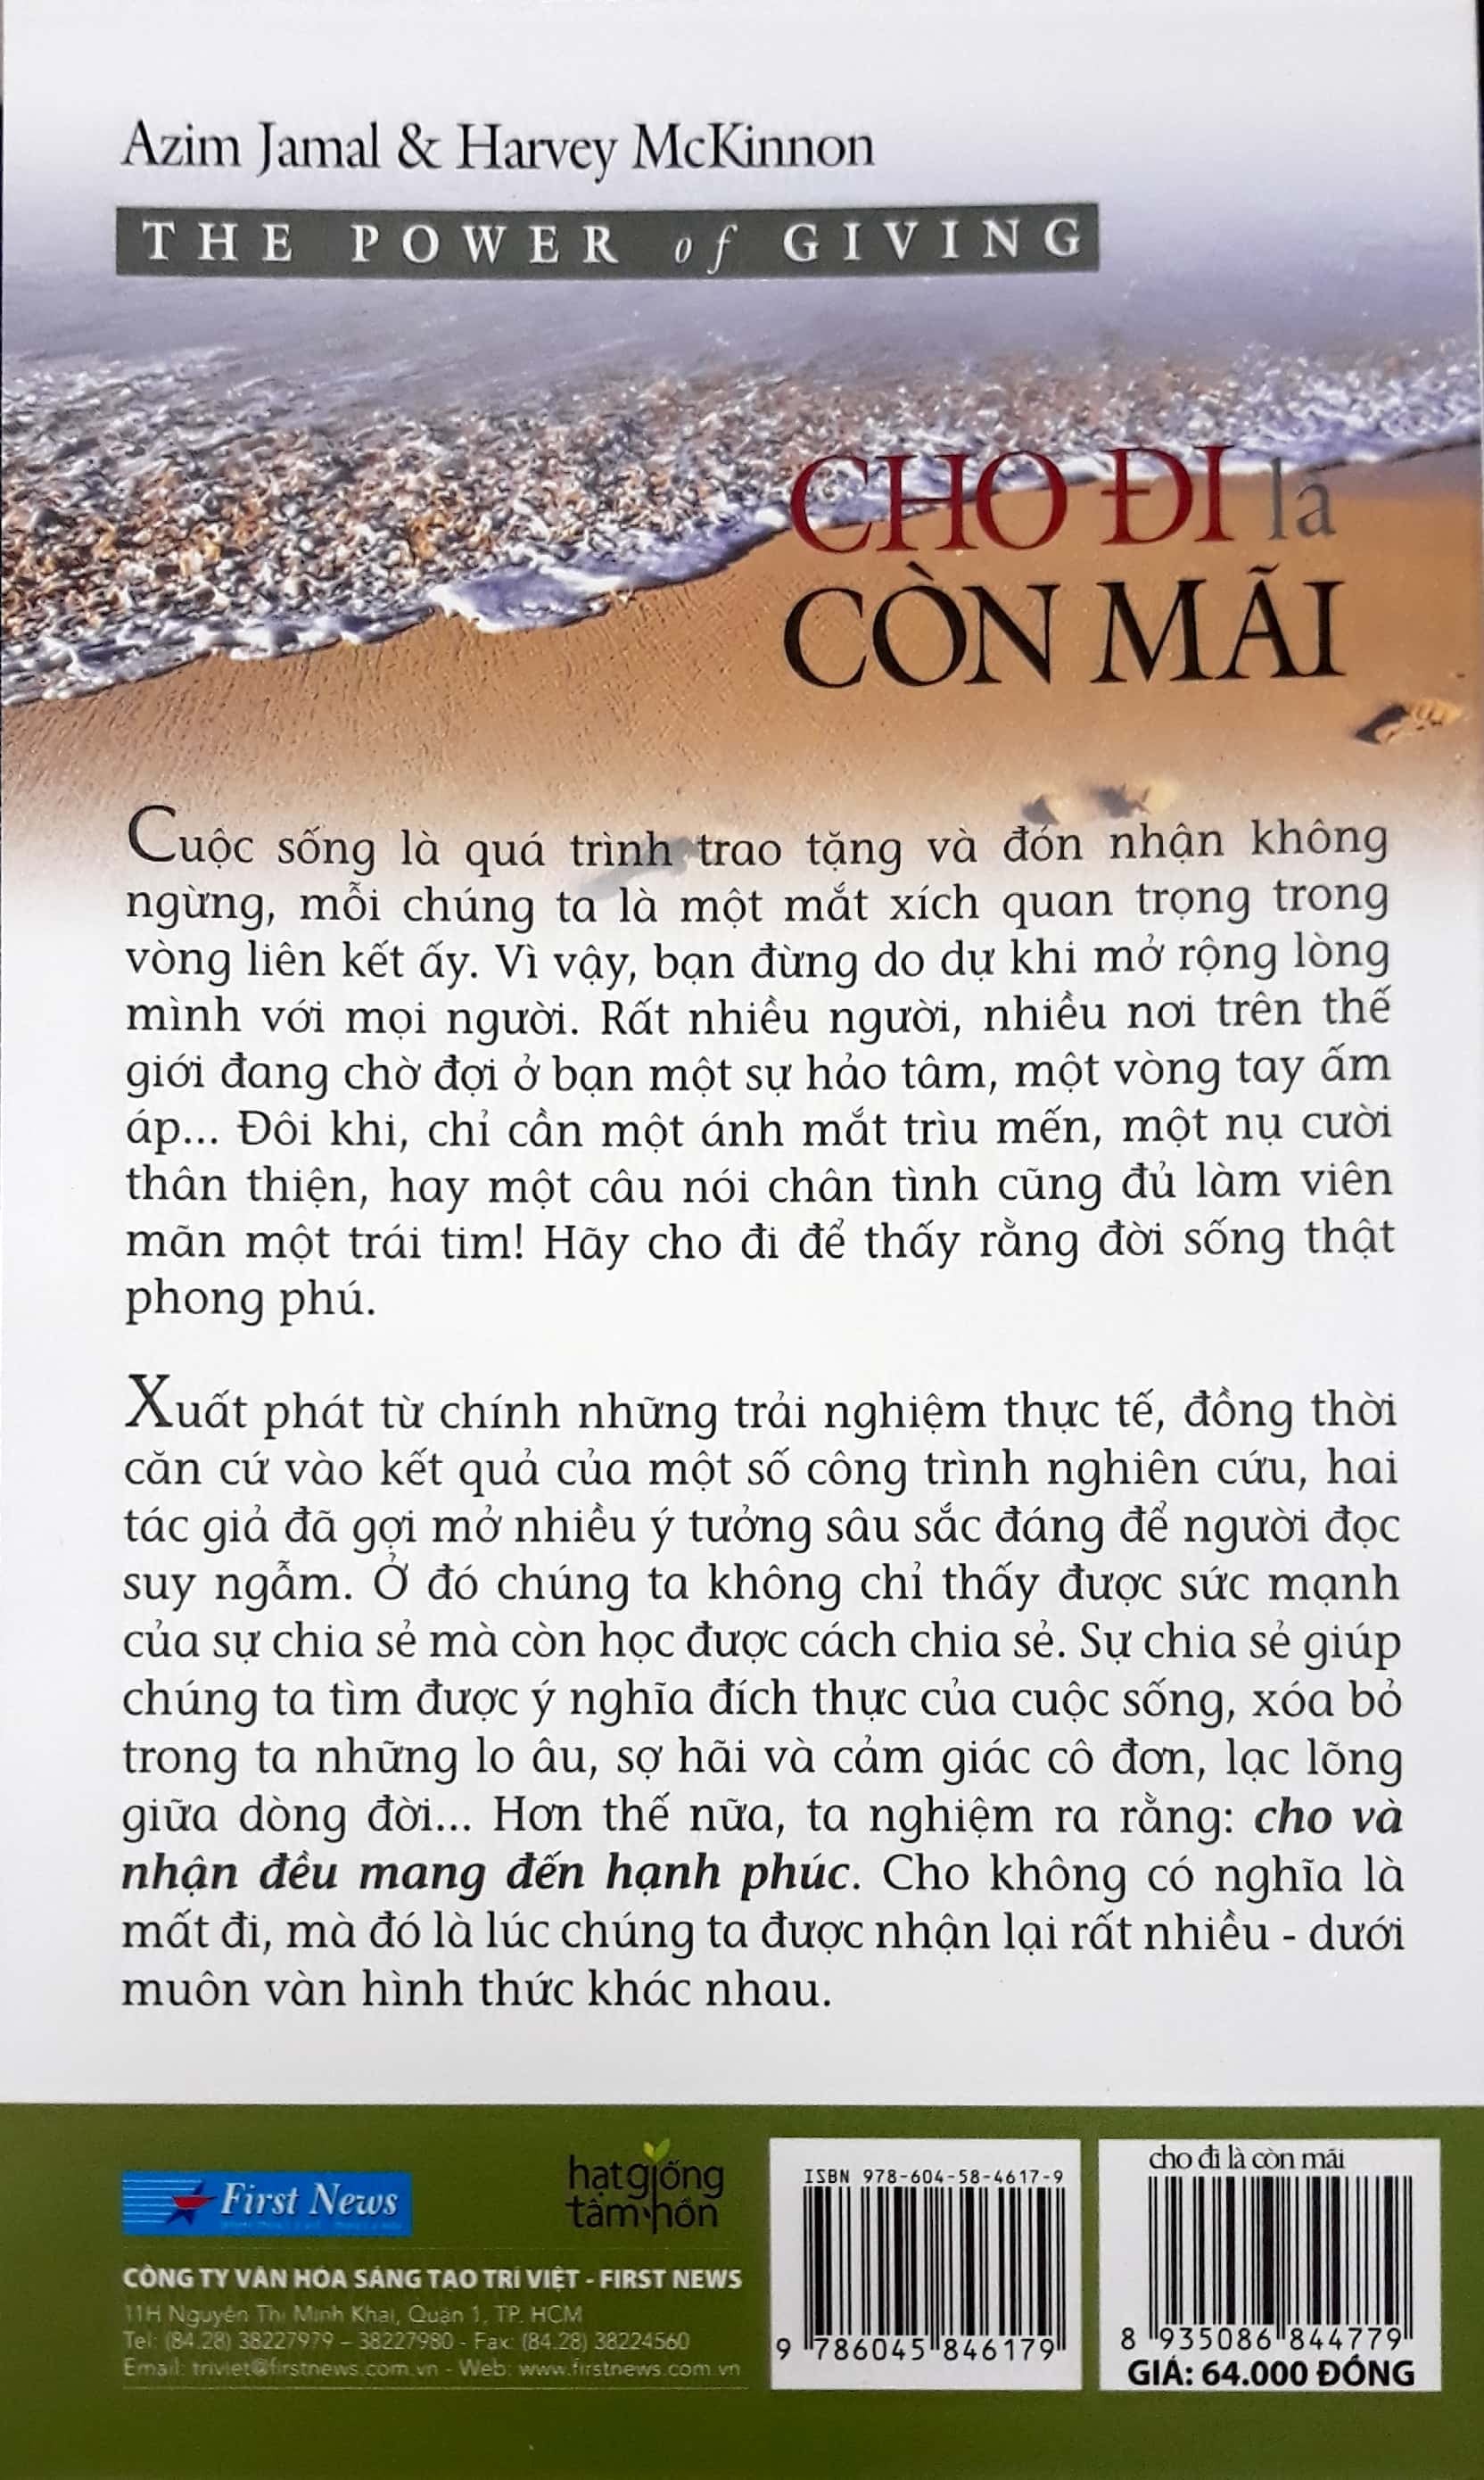 Azim Jamal & Harvey McKinnon
THE POWER of GIVING
CHO ĐI là
CÒN MÃI
Cuộc sống là quá trình trao tặng và đón nhận không
ngừng, mỗi chúng ta là một mắt xích quan trọng trong
vòng liên kết ấy. Vì vậy, bạn đừng do dự khi mở rộng lòng
mình với mọi người. Rất nhiều người, nhiều nơi trên thế
giới đang chờ đợi ở bạn một sự hảo tâm, một vòng tay ấm
áp... Đôi khi, chỉ cần một ánh mắt trìu mến, một nụ cười
thân thiện, hay một câu nói chân tình cũng đủ làm viên
mãn một trái tim! Hãy cho đi để thấy rằng đời sống thật
phong phú.
Xuất phát từ chính những trải nghiệm thực tế, đồng thời
căn cứ vào kết quả của một số công trình nghiên cứu, hai
tác giả đã gợi mở nhiều ý tưởng sâu sắc đáng để người đọc
suy ngẫm. Ở đó chúng ta không chỉ thấy được sức mạnh
của sự chia sẻ mà còn học được cách chia sẻ. Sự chia sẻ giúp
chúng ta tìm được ý nghĩa đích thực của cuộc sống, xóa bỏ
trong ta những lo âu, sợ hãi và cảm giác cô đơn, lạc lõng
giữa dòng đời... Hơn thế nữa, ta nghiệm ra rằng: cho và
nhận đều mang đến hạnh phúc. Cho không có nghĩa là
mất đi, mà đó là lúc chúng ta được nhận lại rất nhiều - dưới
muôn vàn hình thức khác nhau.
First News
hạt giống
tâm hồn
CÔNG TY VĂN HÓA SÁNG TẠO TRÍ VIỆT - FIRST NEWS
11H Nguyễn Thị Minh Khai, Quận 1, TP. HCM
Tel: (84.28) 38227979 – 38227980 - Fax: (84.28) 38224560
Email: triviet@firstnews.com.vn - Web: www.firstnews.com.vn
ISBN 978-604-58-4617-9
9 786045 846179
cho đi là còn mãi
8 935086 844779
GIÁ: 64.000 ĐỒNG